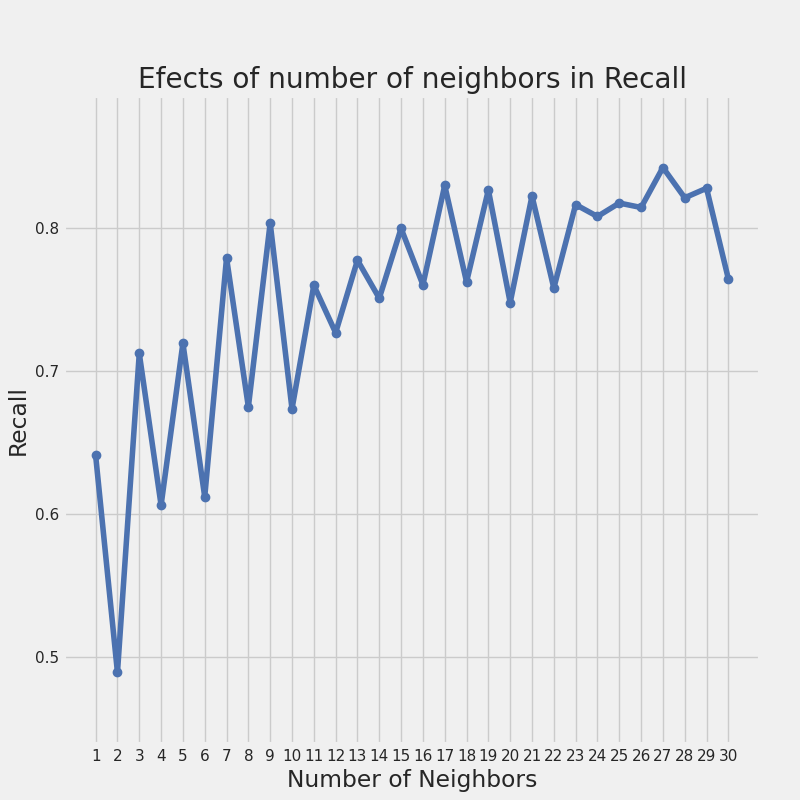 Efects of number of neighbors in Recall
Recall
0.8
0.7
0.6
0.5
1 2 3 4 5 6 7 8 9 10 11 12 13 14 15 16 17 18 19 20 21 22 23 24 25 26 27 28 29 30
Number of Neighbors